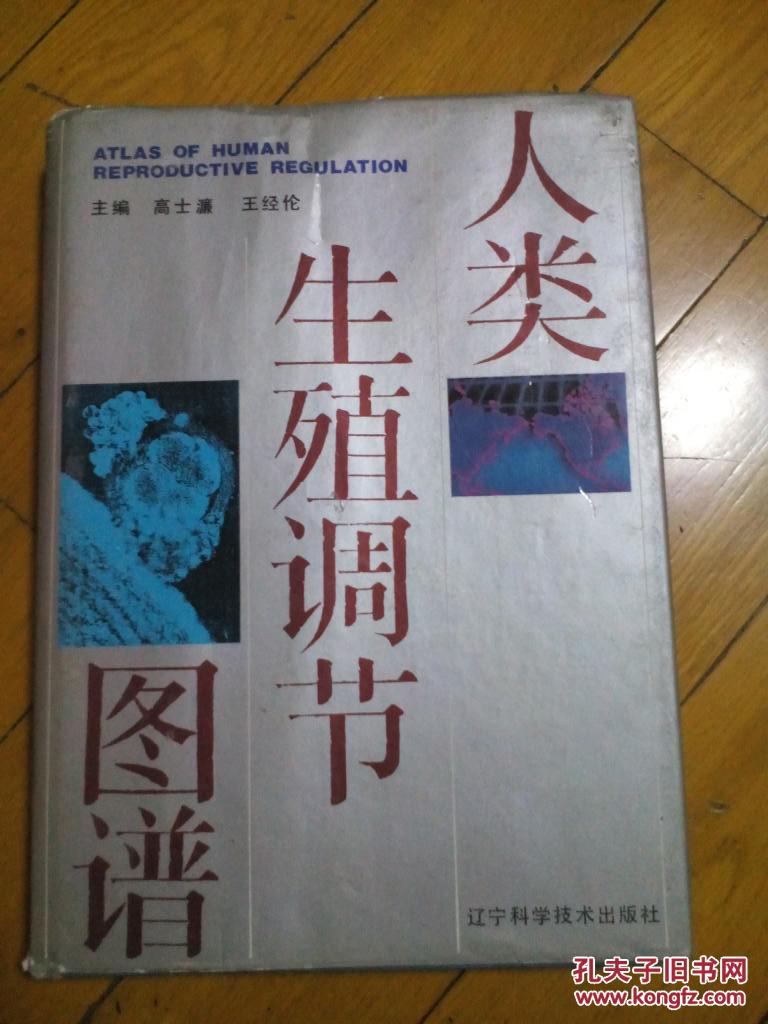 ATLAS OF HUMAN
REPRODUCTIVE REGULATION
主编 高士濂 王经伦
人类
生殖调节
图谱
辽宁科学技术出版社
孔夫子旧书网
www.kongfz.com